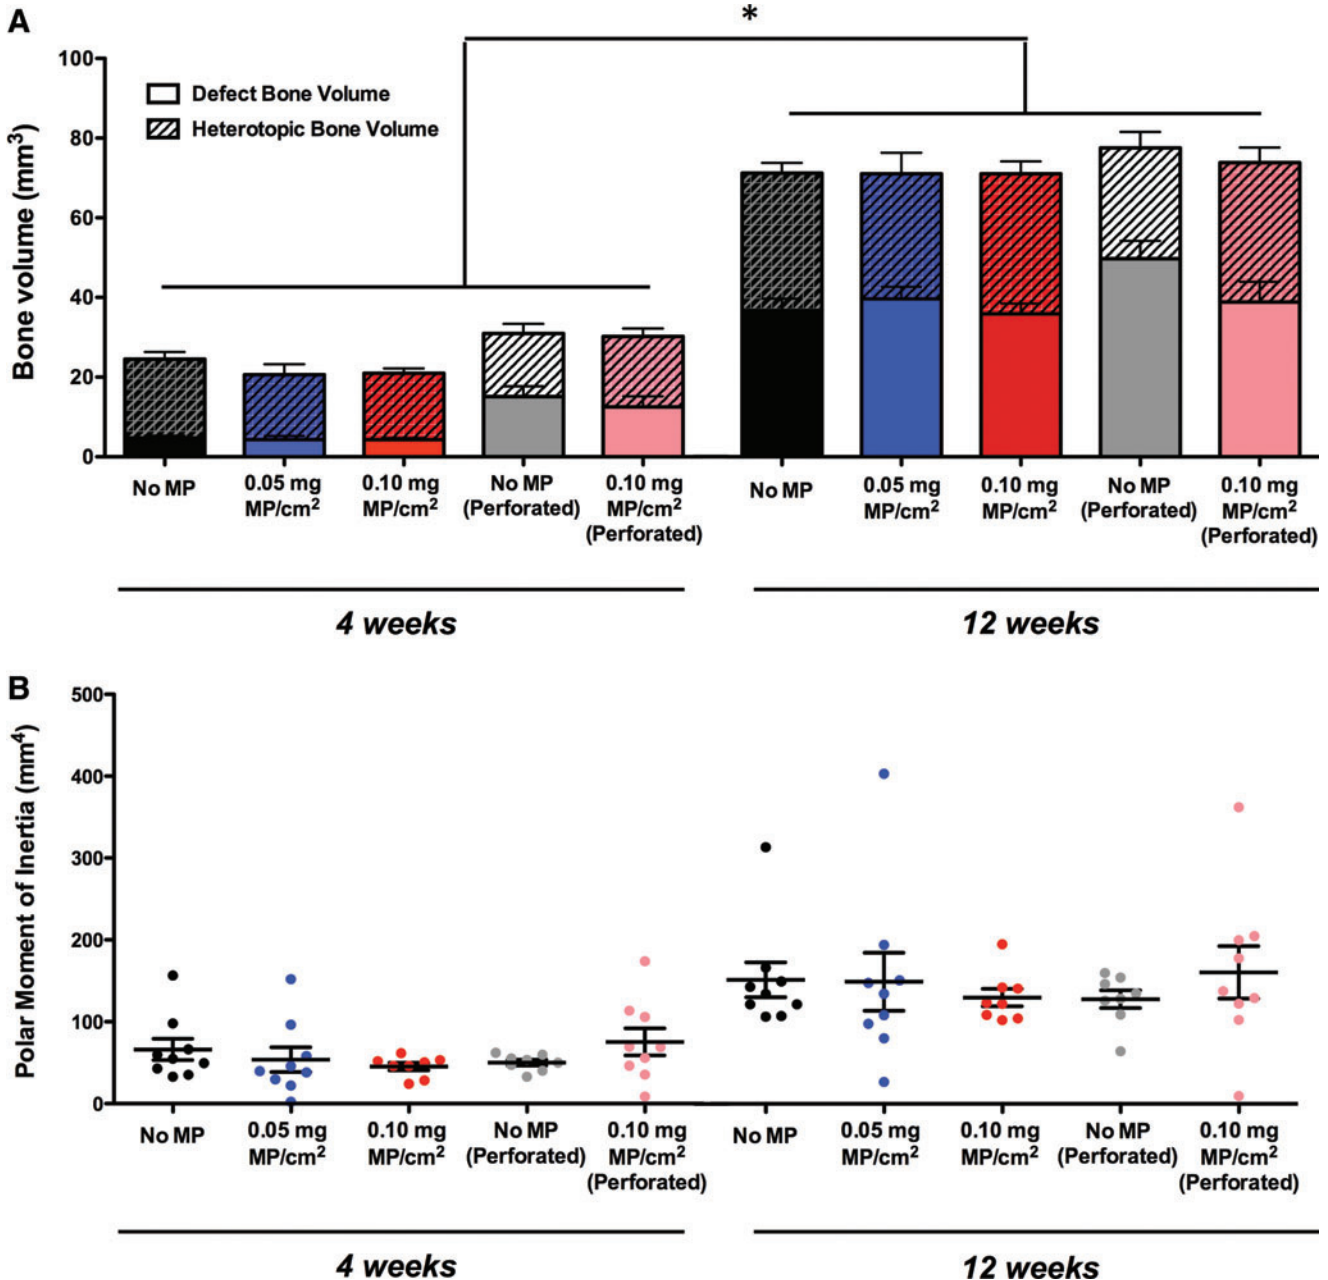 A
*
Bone volume (mm³)
100
80
60
40
20
0
Defect Bone Volume
Heterotopic Bone Volume
No MP
0.05 mg
MP/cm²
0.10 mg
MP/cm²
No MP
(Perforated)
0.10 mg
MP/cm²
(Perforated)
No MP
0.05 mg
MP/cm²
0.10 mg
MP/cm²
No MP
(Perforated)
0.10 mg
MP/cm²
(Perforated)
4 weeks
12 weeks
B
Polar Moment of Inertia (mm⁴)
500
400
300
200
100
0
No MP
0.05 mg
MP/cm²
0.10 mg
MP/cm²
No MP
(Perforated)
0.10 mg
MP/cm²
(Perforated)
No MP
0.05 mg
MP/cm²
0.10 mg
MP/cm²
No MP
(Perforated)
0.10 mg
MP/cm²
(Perforated)
4 weeks
12 weeks